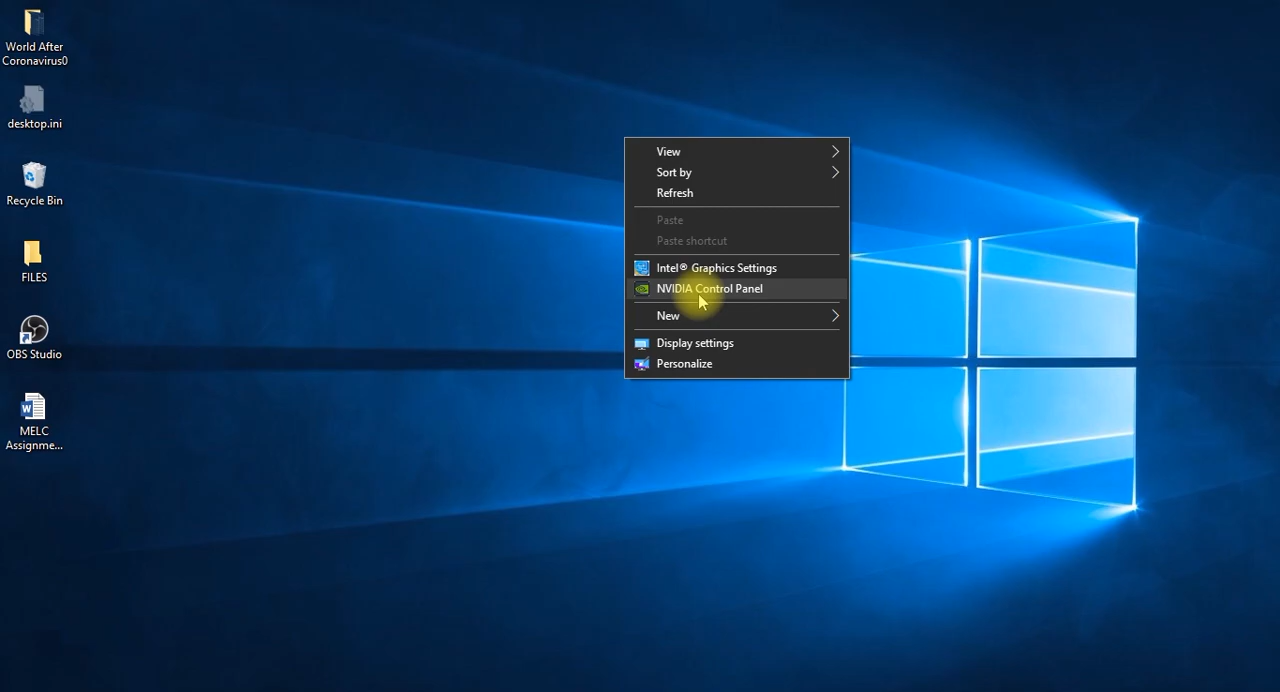 World After
Coronavirus0
desktop.ini
Recycle Bin
FILES
OBS Studio
MELC
Assignme...
View
Sort by
Refresh
Paste
Paste shortcut
Intel® Graphics Settings
NVIDIA Control Panel
New
Display settings
Personalize